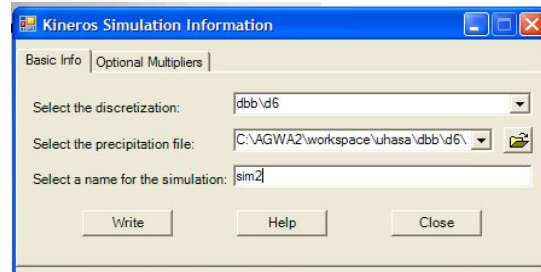 Kineros Simulation Information
Basic Info Optional Multipliers
Select the discretization: dbb\d6
Select the precipitation file: C:\AGWA2\workspace\uhasa\dbb\d6\
Select a name for the simulation: sim2
Write Help Close